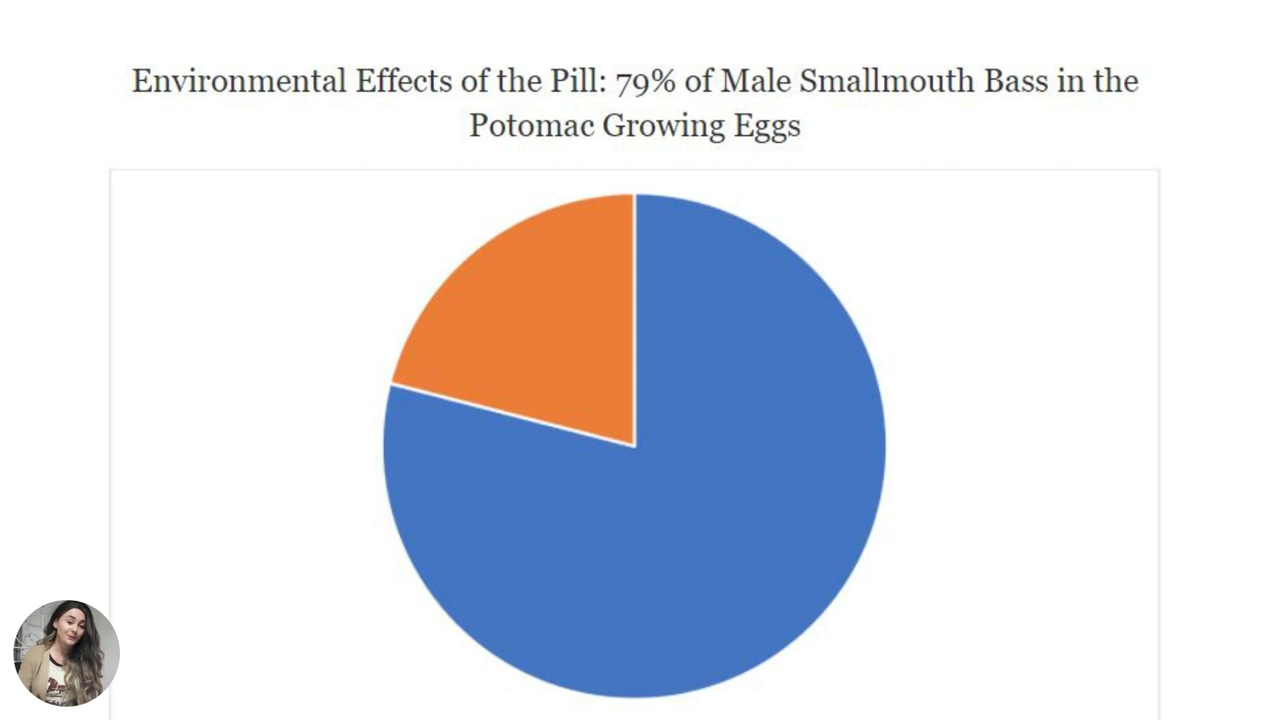 Environmental Effects of the Pill: 79% of Male Smallmouth Bass in the
Potomac Growing Eggs